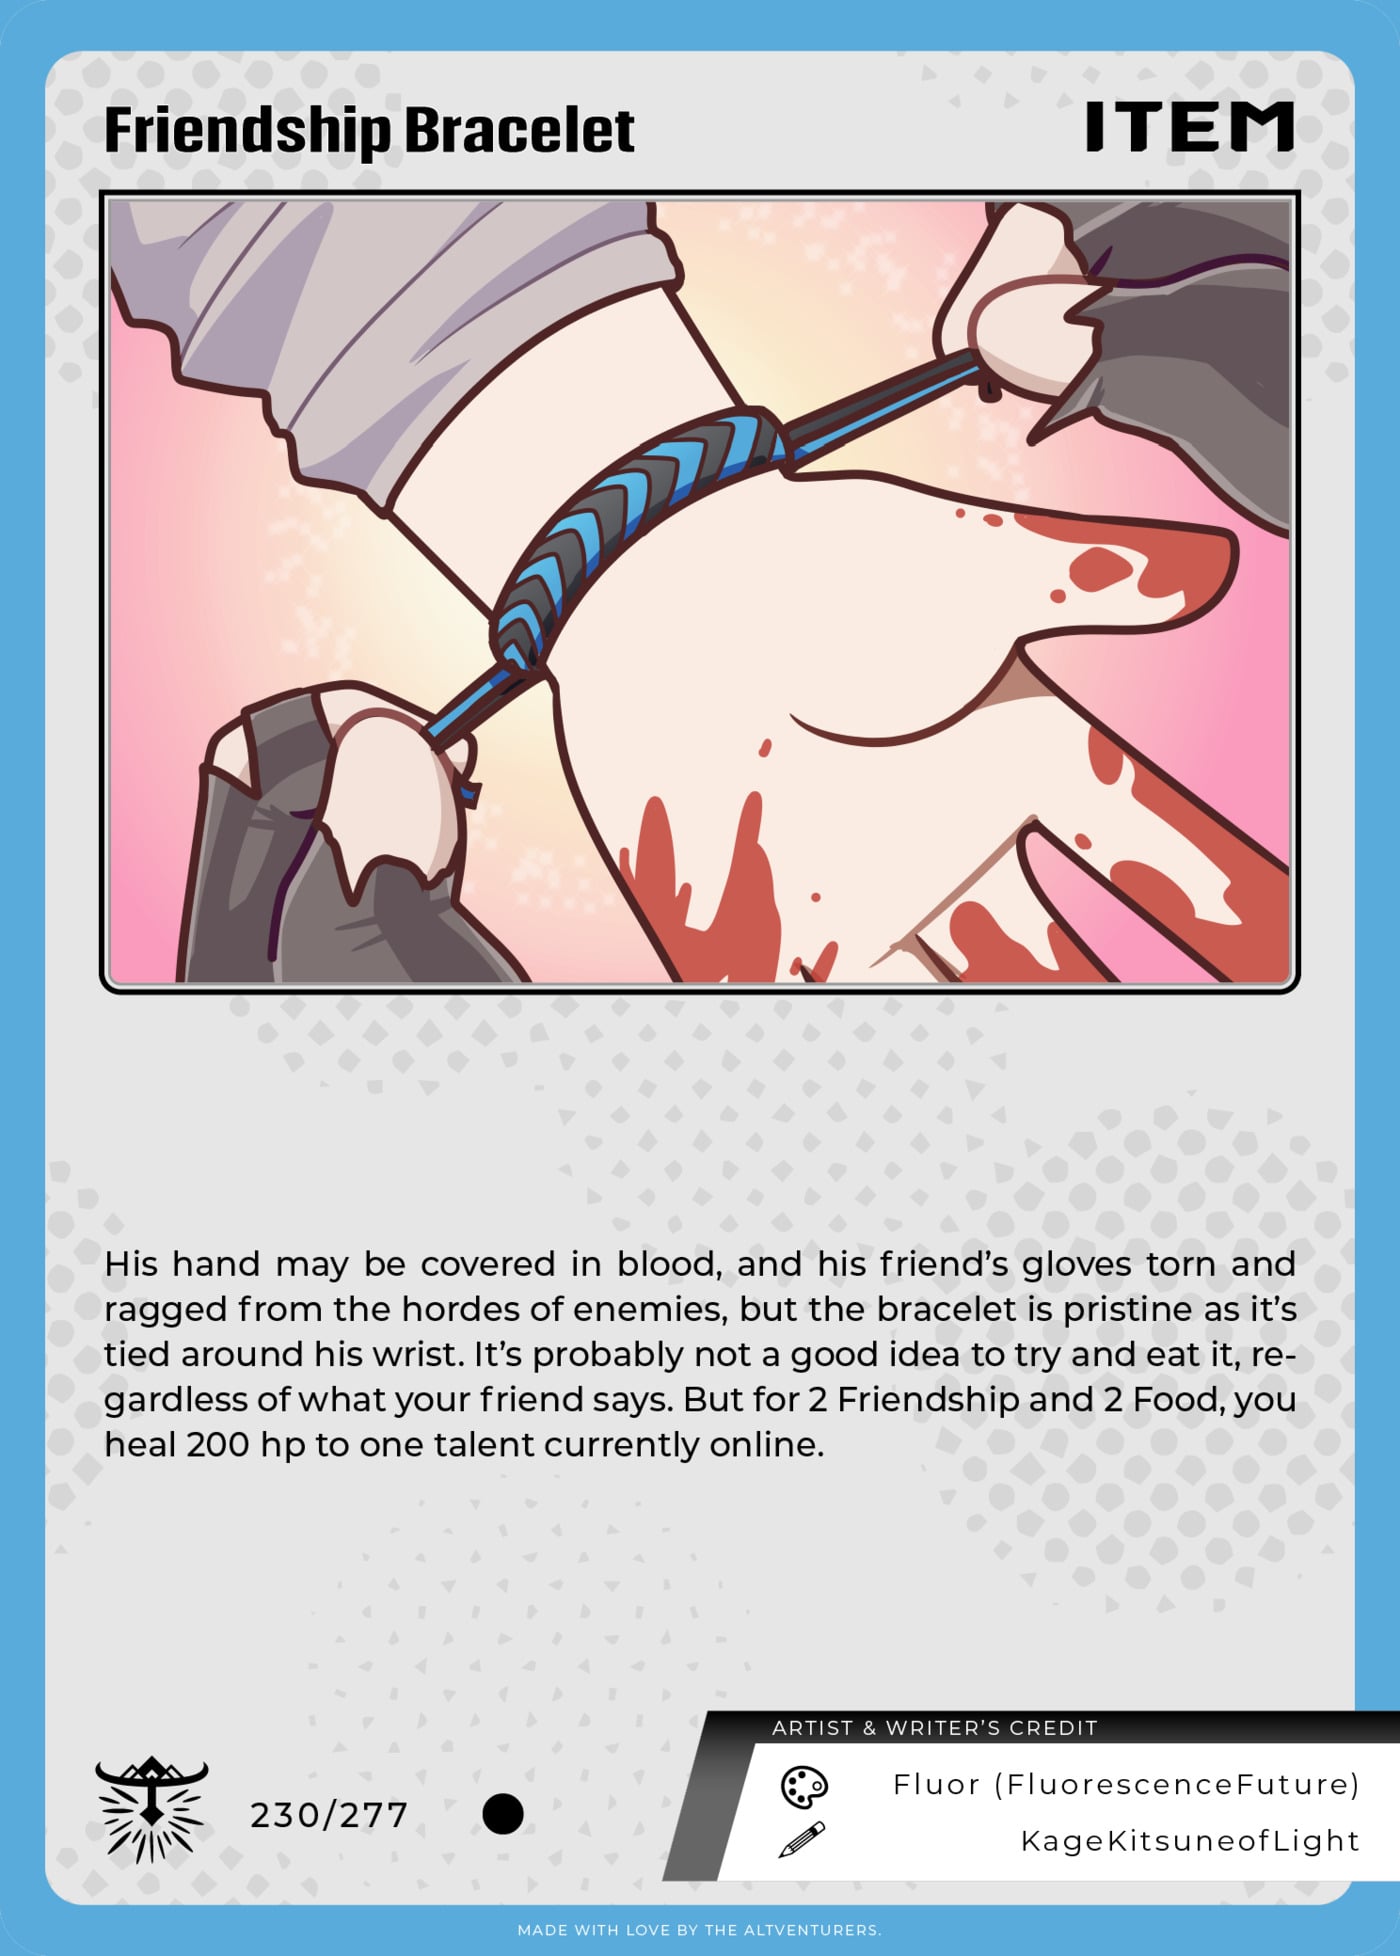 Friendship Bracelet
ITEM
His hand may be covered in blood, and his friend’s gloves torn and
ragged from the hordes of enemies, but the bracelet is pristine as it’s
tied around his wrist. It’s probably not a good idea to try and eat it, re-
gardless of what your friend says. But for 2 Friendship and 2 Food, you
heal 200 hp to one talent currently online.
ARTIST & WRITER’S CREDIT
Fluor (FluorescenceFuture)
KageKitsuneofLight
230/277
MADE WITH LOVE BY THE ALTVENTURERS.